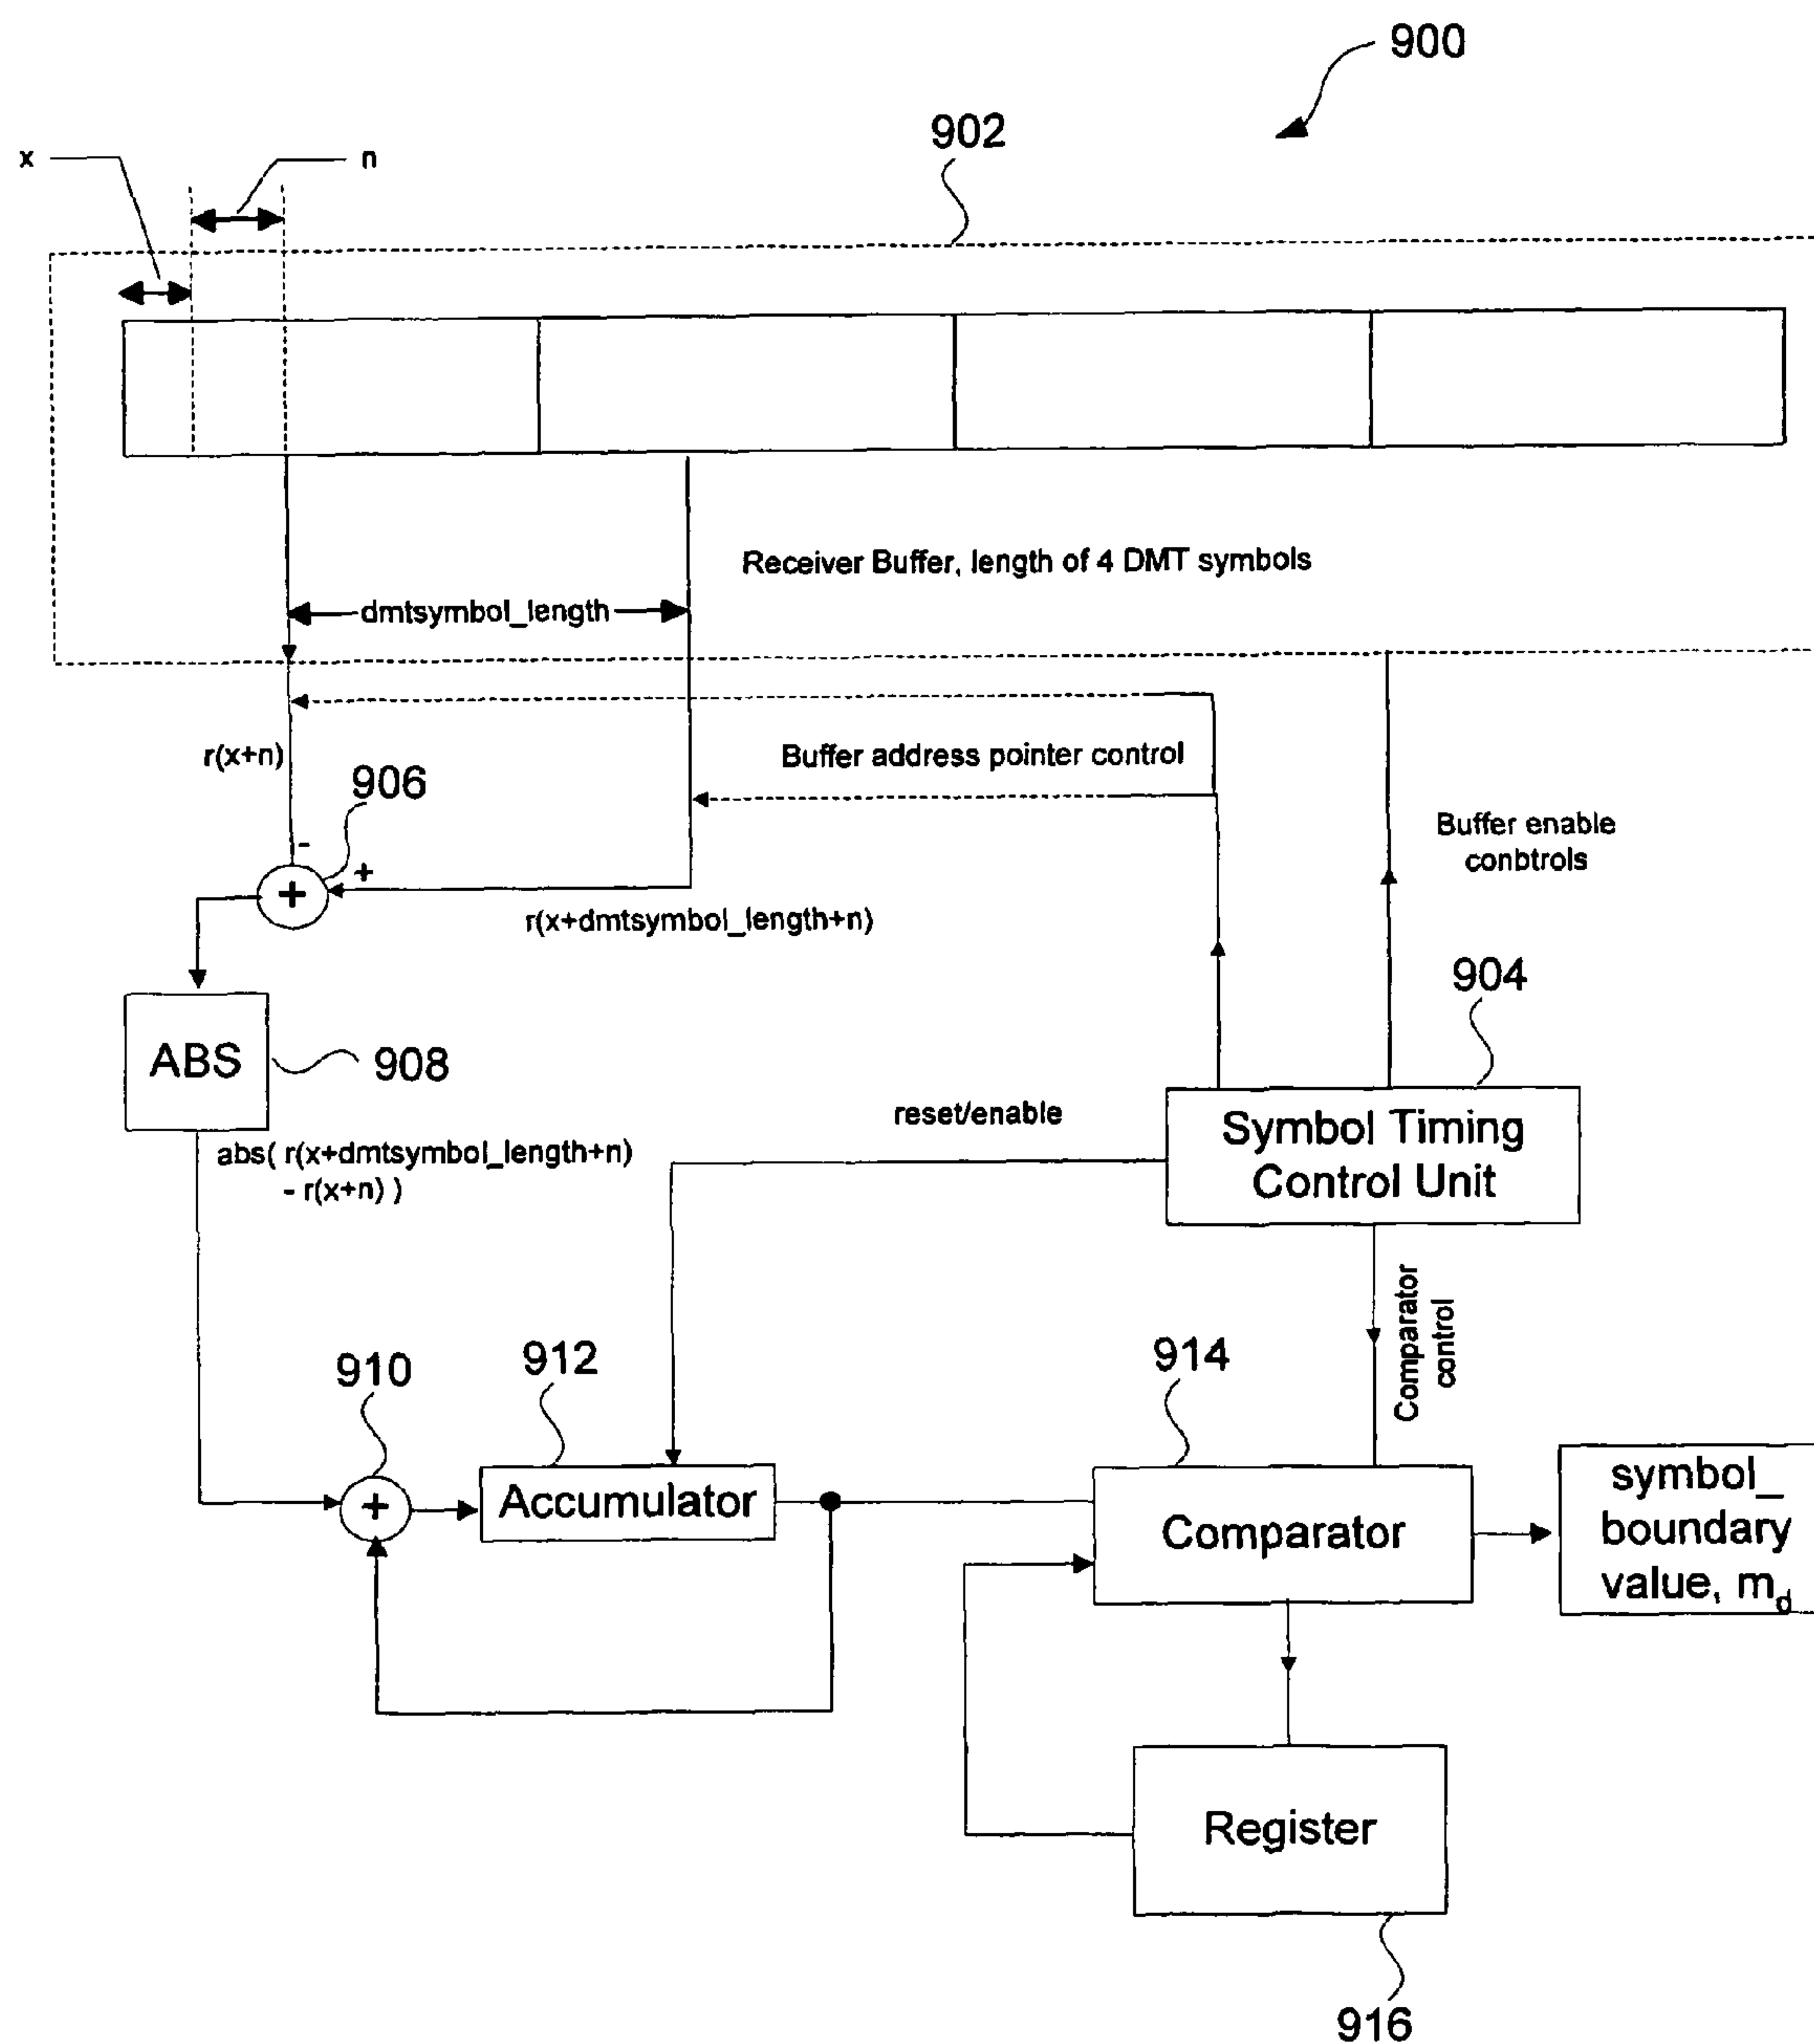 900
902
x
n
Receiver Buffer, length of 4 DMT symbols
dmtsymbol_length
r(x+n)
Buffer address pointer control
906
-
+
+
Buffer enable
conbtrols
r(x+dmtsymbol_length+n)
904
ABS
908
reset/enable
Symbol Timing
Control Unit
abs( r(x+dmtsymbol_length+n)
- r(x+n) )
Comparator
control
910
912
914
+
Accumulator
Comparator
symbol_
boundary
value, m_d
Register
916